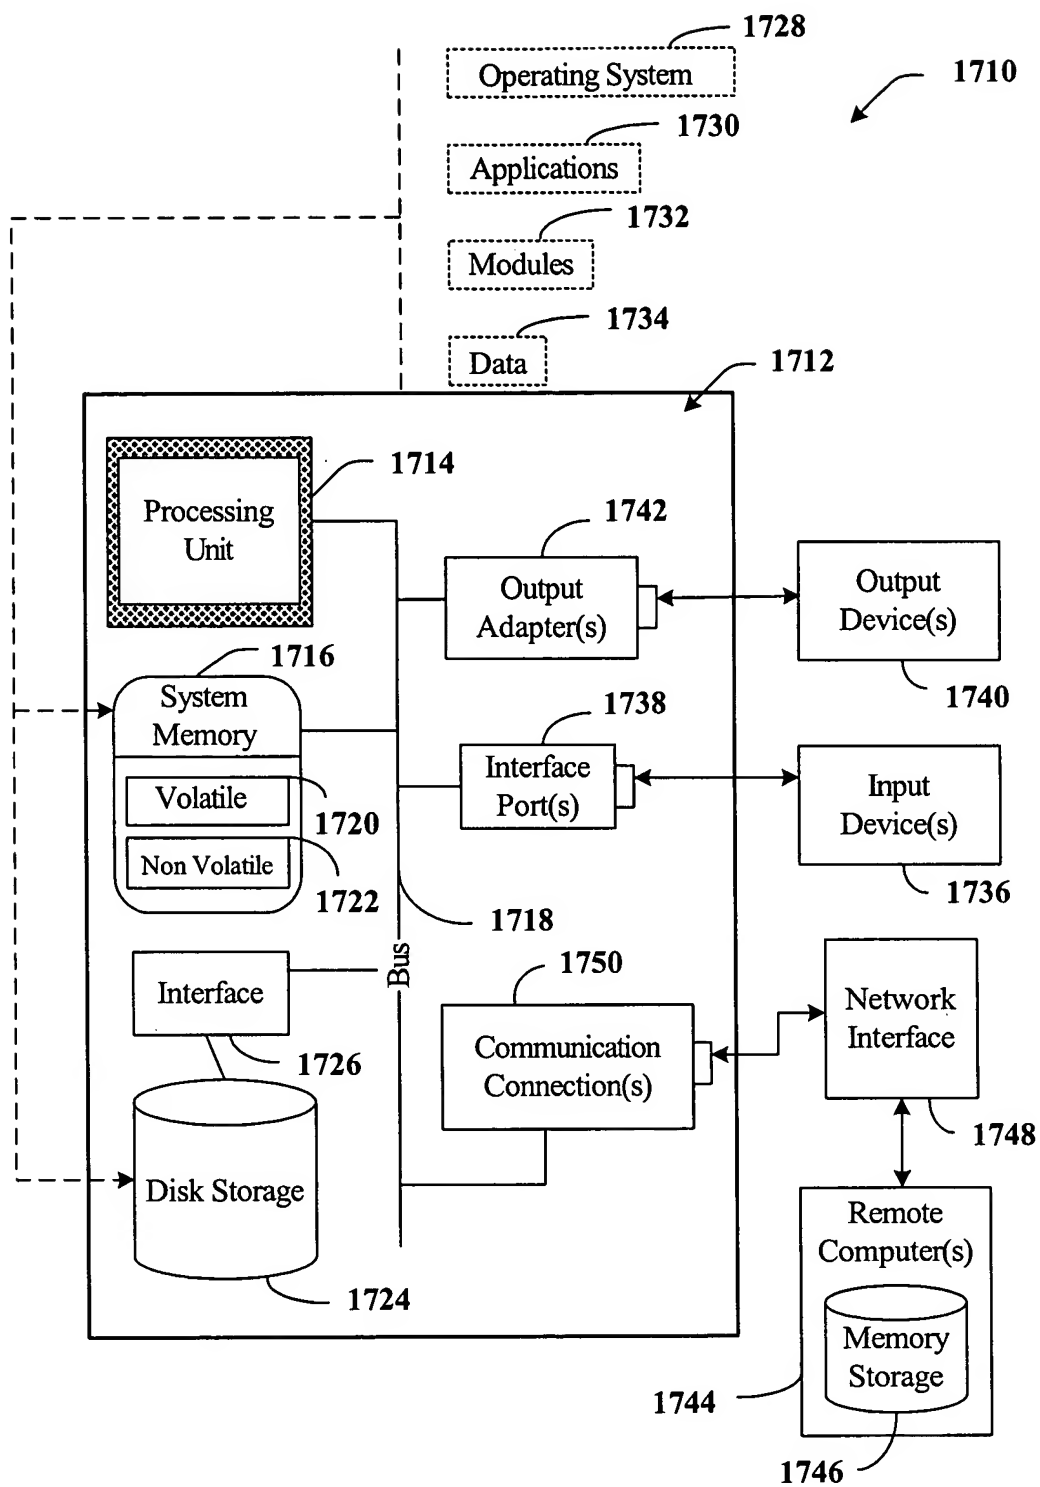 1728
Operating System
1710
1730
Applications
1732
Modules
1734
Data
1712
1714
Processing
Unit
1742
Output
Adapter(s)
Output
Device(s)
1740
1716
System
Memory
1738
Interface
Port(s)
Input
Device(s)
1736
Volatile
1720
Non Volatile
1722
1718
Bus
1750
Interface
1726
Communication
Connection(s)
Network
Interface
1748
Disk Storage
1724
Remote
Computer(s)
Memory
Storage
1744
1746